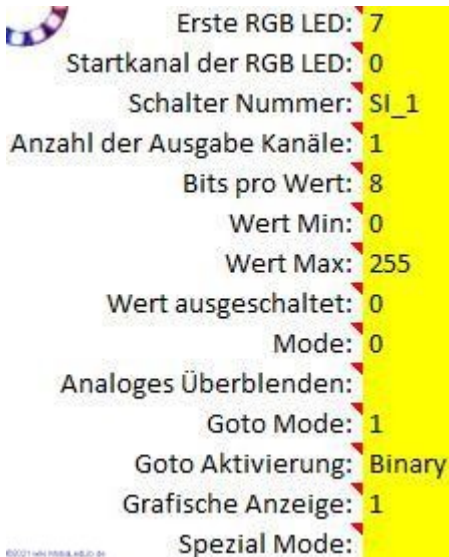 Erste RGB LED: 7
Startkanal der RGB LED: 0
Schalter Nummer: SI_1
Anzahl der Ausgabe Kanäle: 1
Bits pro Wert: 8
Wert Min: 0
Wert Max: 255
Wert ausgeschaltet: 0
Mode: 0
Analoges Überblenden:
Goto Mode: 1
Goto Aktivierung: Binary
Grafische Anzeige: 1
Spezial Mode: